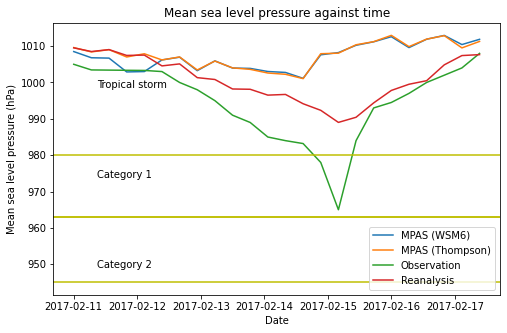 Mean sea level pressure against time
Mean sea level pressure (hPa)
1010
1000
990
980
970
960
950
Tropical storm
Category 1
Category 2
MPAS (WSM6)
MPAS (Thompson)
Observation
Reanalysis
2017-02-11 2017-02-12 2017-02-13 2017-02-14 2017-02-15 2017-02-16 2017-02-17
Date